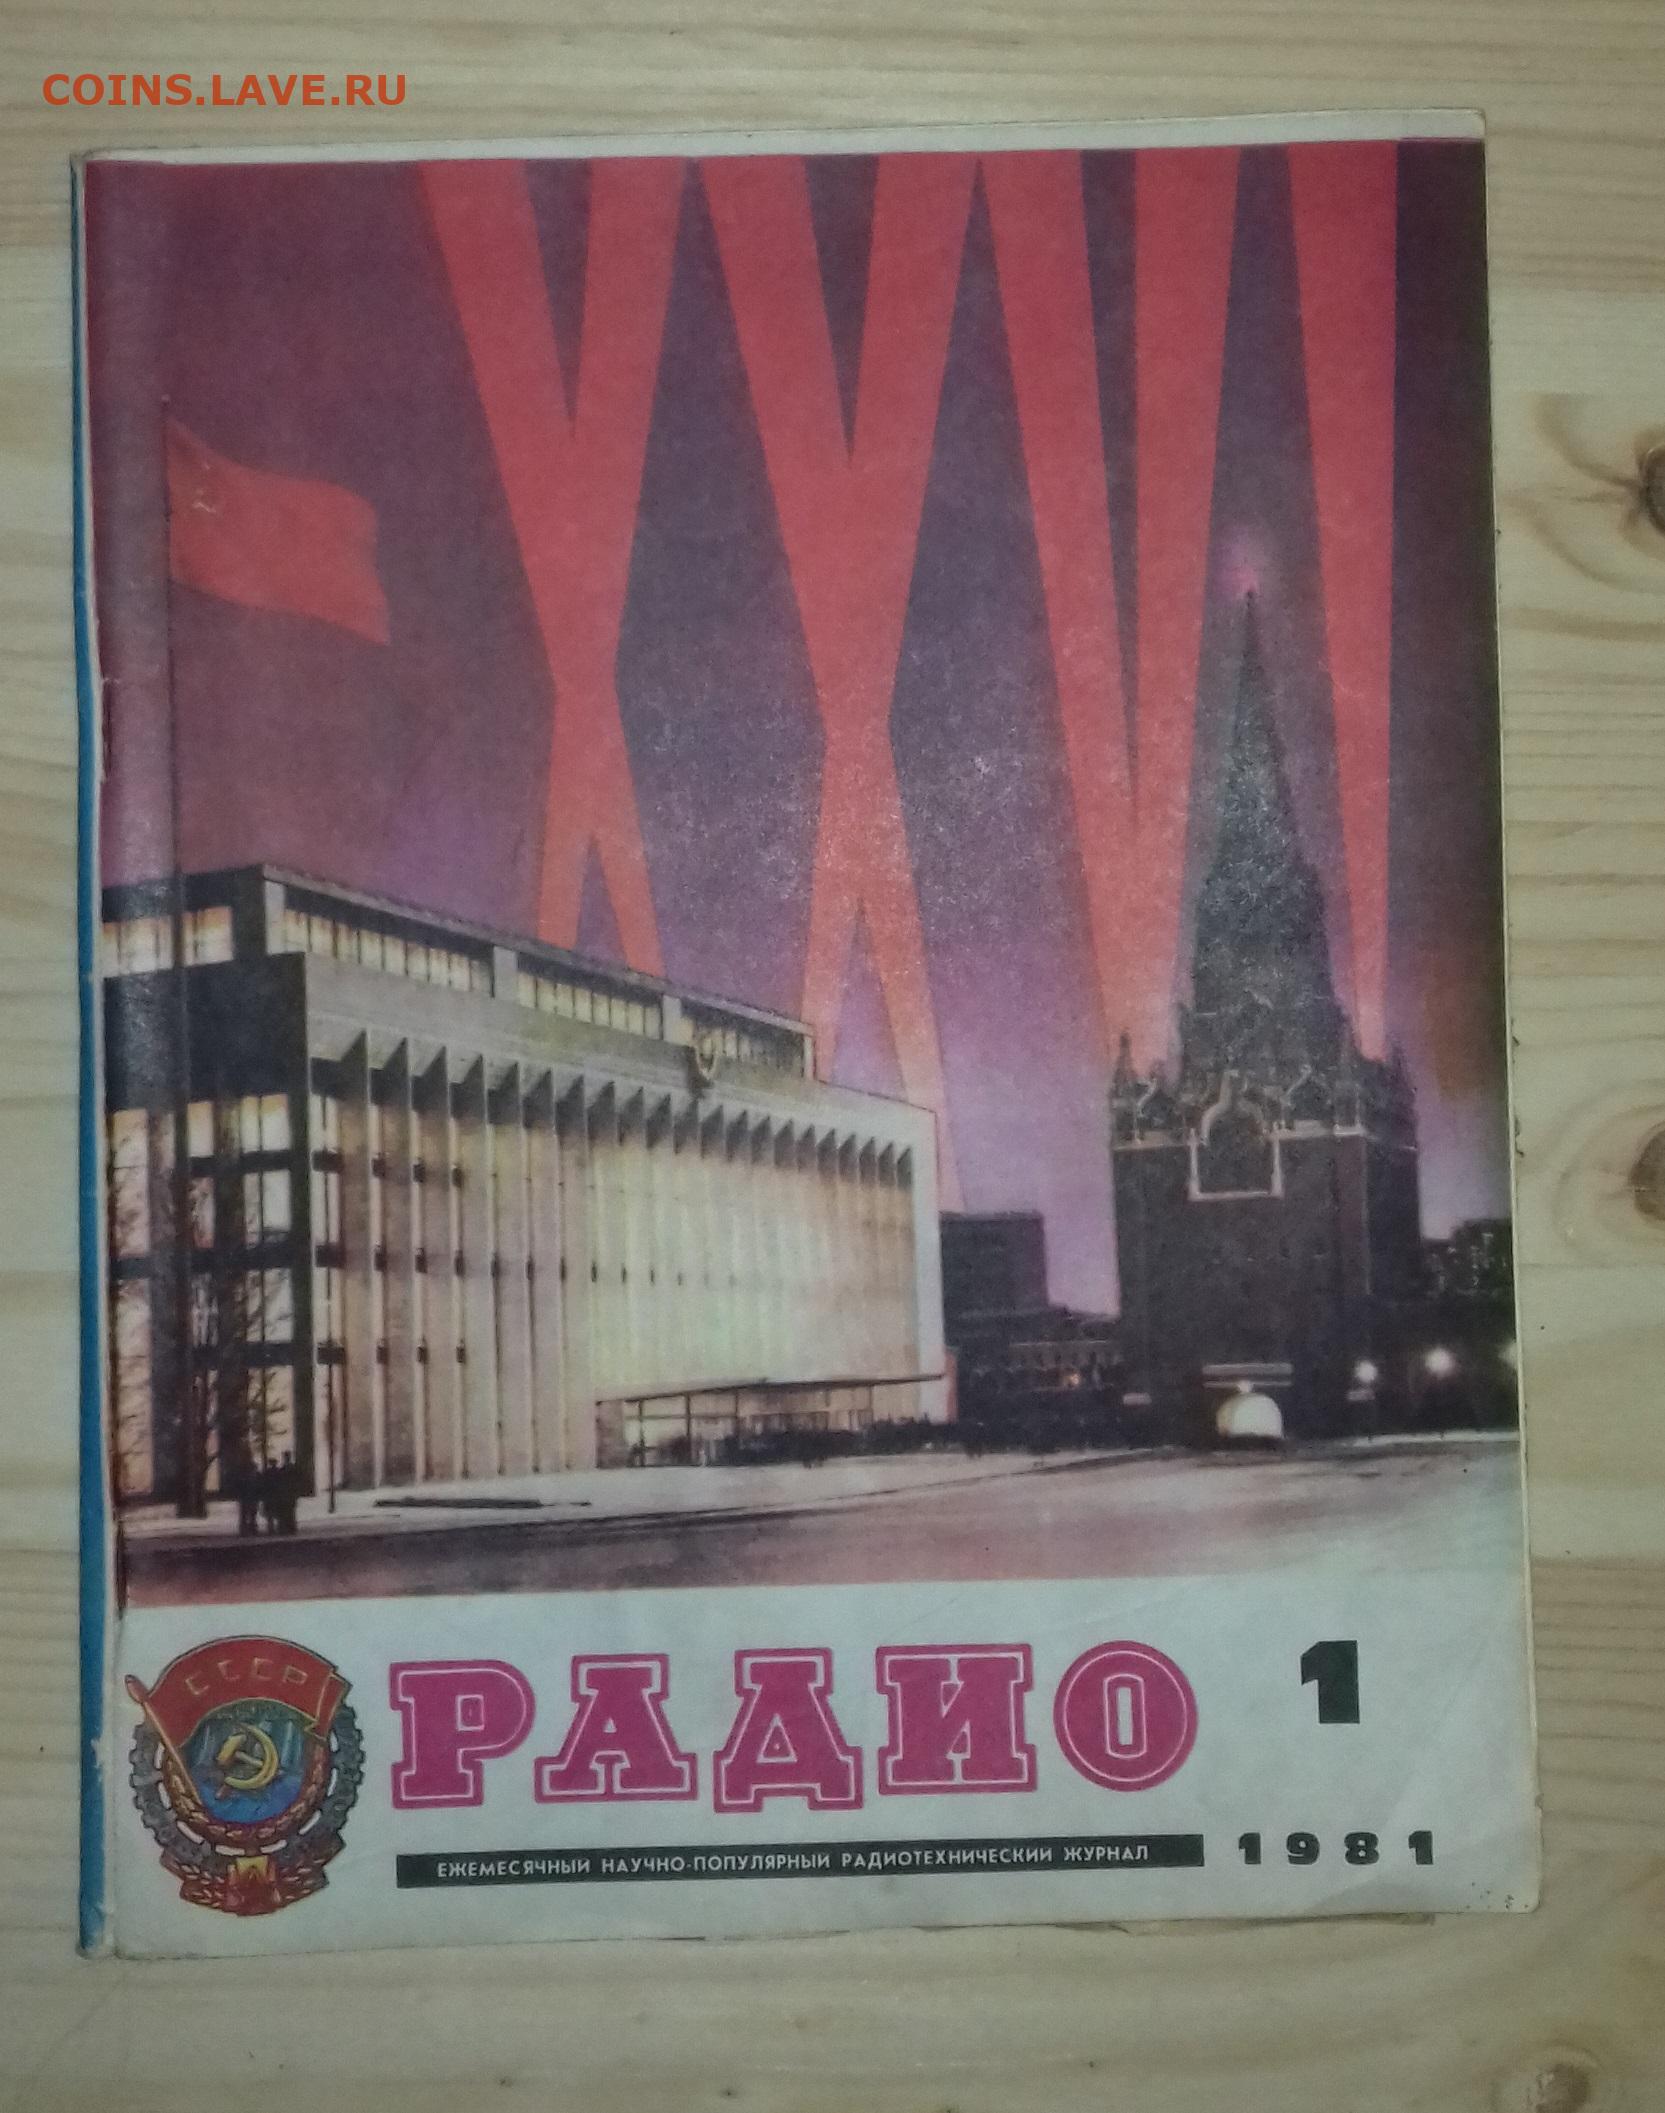 COINS.LAVE.RU
XXVI
СССР
РАДИО 1
ЕЖЕМЕСЯЧНЫЙ НАУЧНО-ПОПУЛЯРНЫЙ РАДИОТЕХНИЧЕСКИЙ ЖУРНАЛ 1981